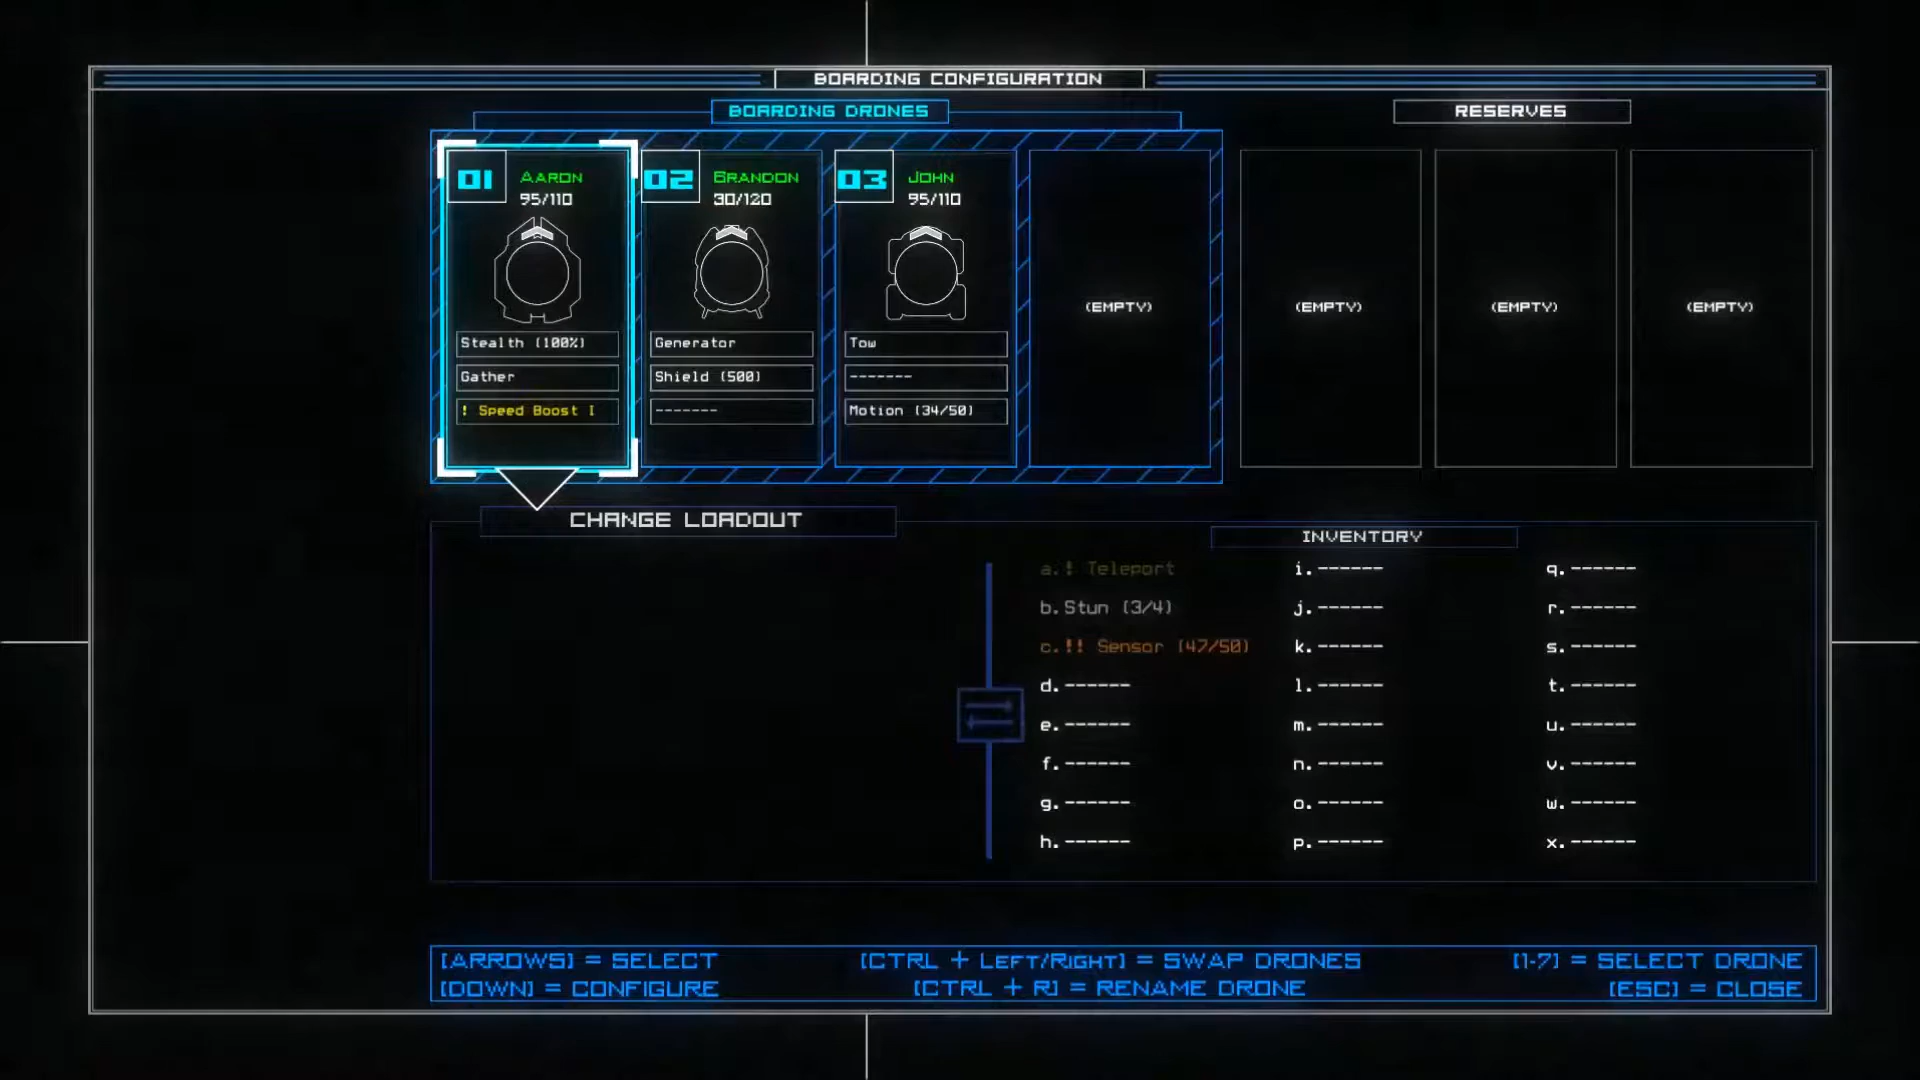 BOARDING CONFIGURATION
BOARDING DRONES
RESERVES
01 AARON
95/110
Stealth (100%)
Gather
! Speed Boost I
02 BRANDON
30/120
Generator
Shield (500)
-------
03 JOHN
95/110
Tow
-------
Motion (34/50)
(EMPTY)
(EMPTY)
(EMPTY)
(EMPTY)
CHANGE LOADOUT
INVENTORY
a.! Teleport
b.Stun (3/4)
c.!! Sensor (47/50)
d.------
e.------
f.------
g.------
h.------
i.------
j.------
k.------
l.------
m.------
n.------
o.------
p.------
q.------
r.------
s.------
t.------
u.------
v.------
w.------
x.------
[ARROWS] = SELECT
[DOWN] = CONFIGURE
[CTRL + LEFT/RIGHT] = SWAP DRONES
[CTRL + R] = RENAME DRONE
[1-7] = SELECT DRONE
[ESC] = CLOSE